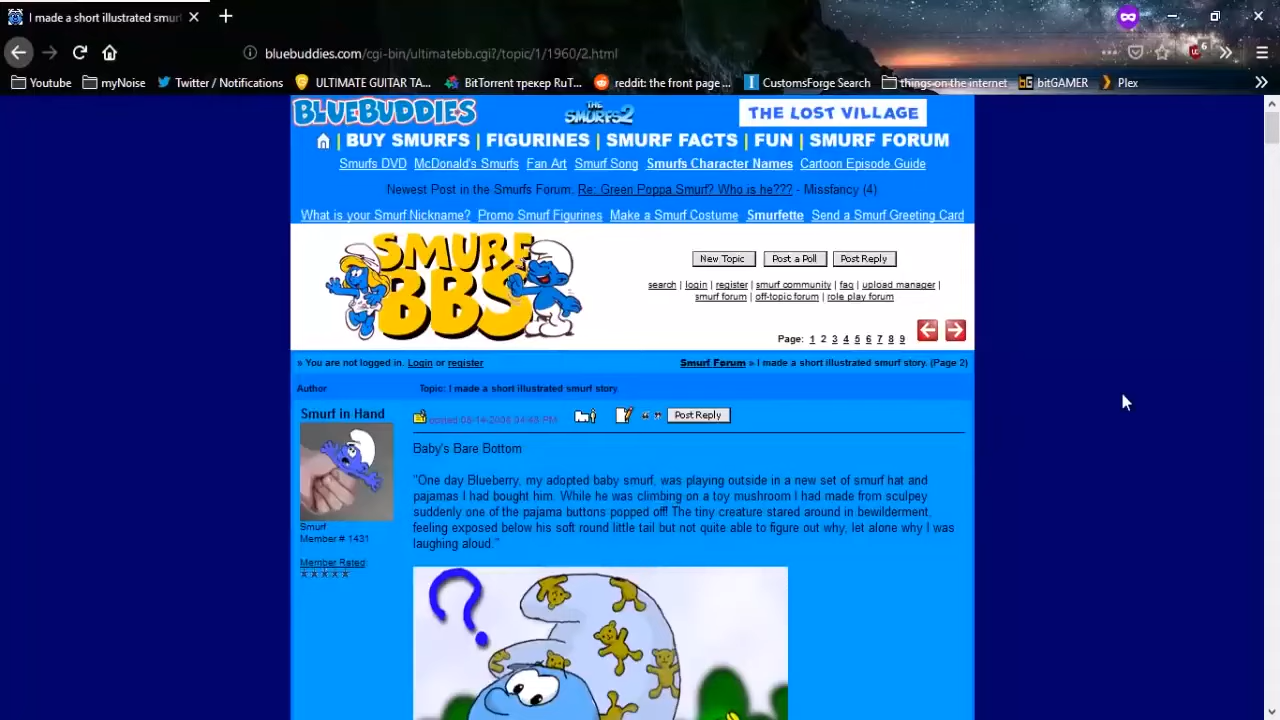 I made a short illustrated smurf
bluebuddies.com/cgi-bin/ultimatebb.cgi?/topic/1/1960/2.html
Youtube myNoise Twitter / Notifications ULTIMATE GUITAR TA... BitTorrent трекер RuT... reddit the front page ... CustomsForge Search things-on-the-internet bitGAMER Plex
BLUEBUDDIES THE SMURFS 2 THE LOST VILLAGE
| BUY SMURFS | FIGURINES | SMURF FACTS | FUN | SMURF FORUM
Smurfs DVD McDonald's Smurfs Fan Art Smurf Song Smurfs Character Names Cartoon Episode Guide
Newest Post in the Smurfs Forum: Re: Green Poppa Smurf? Who is he??? - Missfancy (4)
What is your Smurf Nickname? Promo Smurf Figurines Make a Smurf Costume Smurfette Send a Smurf Greeting Card
SMURF
BBS
New Topic Post a Poll Post Reply
search | login | register | smurf community | faq | upload manager |
smurf forum | off-topic forum | role play forum
Page: 1 2 3 4 5 6 7 8 9
» You are not logged in. Login or register
Smurf Forum » I made a short illustrated smurf story. (Page 2)
Author Topic: I made a short illustrated smurf story.
Smurf in Hand
Smurf
Member # 1431
Member Rated:
posted Post Reply
Baby's Bare Bottom
"One day Blueberry, my adopted baby smurf, was playing outside in a new set of smurf hat and
pajamas I had bought him. While he was climbing on a toy mushroom I had made from sculpey
suddenly one of the pajama buttons popped off! The tiny creature stared around in bewilderment,
feeling exposed below his soft round little tail but not quite able to figure out why, let alone why I was
laughing aloud."
?